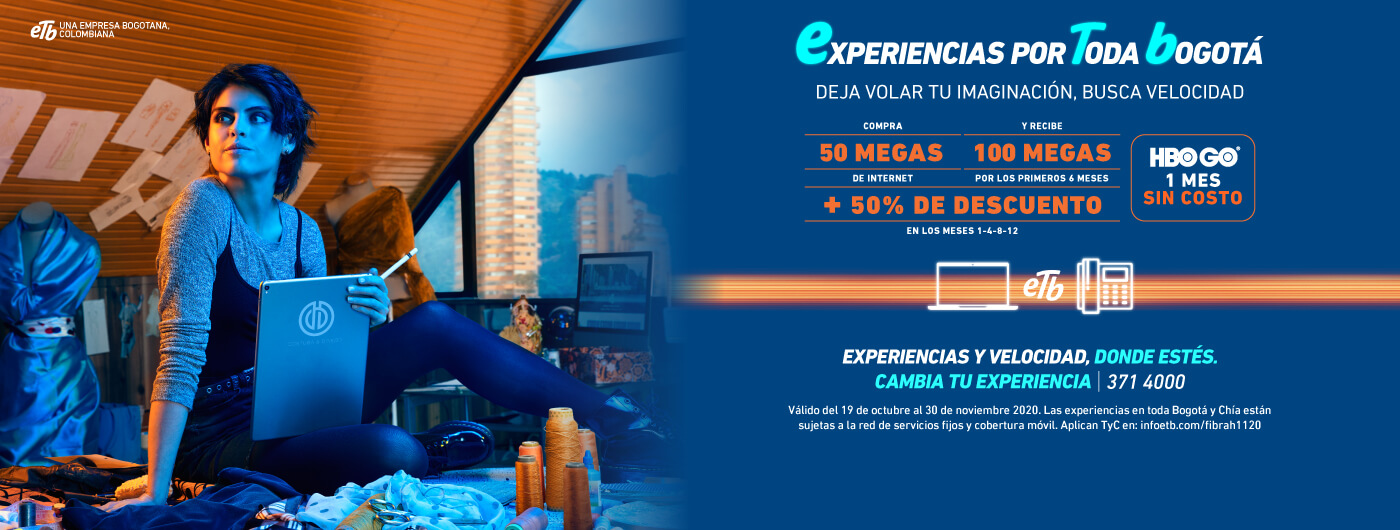 eTb UNA EMPRESA BOGOTANA,
COLOMBIANA
eXPERIENCIAS POR TODA bOGOTÁ
DEJA VOLAR TU IMAGINACIÓN, BUSCA VELOCIDAD
COMPRA
50 MEGAS
DE INTERNET
Y RECIBE
100 MEGAS
POR LOS PRIMEROS 6 MESES
+ 50% DE DESCUENTO
EN LOS MESES 1-4-8-12
HBO GO®
1 MES
SIN COSTO
eTb
EXPERIENCIAS Y VELOCIDAD, DONDE ESTÉS.
CAMBIA TU EXPERIENCIA | 371 4000
Válido del 19 de octubre al 30 de noviembre 2020. Las experiencias en toda Bogotá y Chía están
sujetas a la red de servicios fijos y cobertura móvil. Aplican TyC en: infoetb.com/fibrah1120